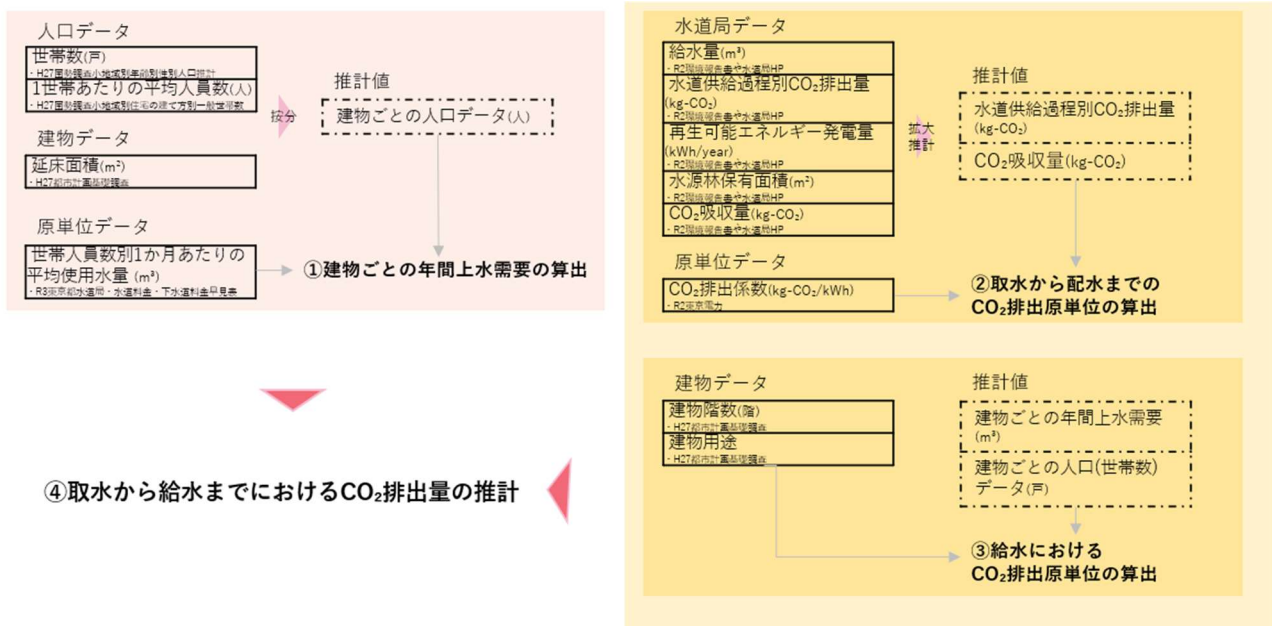 人口データ
世帯数(戸)
・H27国勢調査小地域別年齢別性別人口推計
1世帯あたりの平均人員数(人)
・H27国勢調査小地域別住宅の建て方別一般世帯数
建物データ
延床面積(m²)
・H27都市計画基礎調査
原単位データ
世帯人員数別1か月あたりの
平均使用水量 (m³)
・R3東京都水道局・水道料金・下水道料金早見表
按分
推計値
建物ごとの人口データ(人)
①建物ごとの年間上水需要の算出
水道局データ
給水量(m³)
・R2環境報告書や水道局HP
水道供給過程別CO₂排出量
(kg-CO₂)
・R2環境報告書や水道局HP
再生可能エネルギー発電量
(kWh/year)
・R2環境報告書や水道局HP
水源林保有面積(m²)
・R2環境報告書や水道局HP
CO₂吸収量(kg-CO₂)
・R2環境報告書や水道局HP
原単位データ
CO₂排出係数(kg-CO₂/kWh)
・R2東京電力
拡大
推計
推計値
水道供給過程別CO₂排出量
(kg-CO₂)
CO₂吸収量(kg-CO₂)
②取水から配水までの
CO₂排出原単位の算出
建物データ
建物階数(階)
・H27都市計画基礎調査
建物用途
・H27都市計画基礎調査
推計値
建物ごとの年間上水需要
(m³)
建物ごとの人口(世帯数)
データ(戸)
③給水における
CO₂排出原単位の算出
④取水から給水までにおけるCO₂排出量の推計